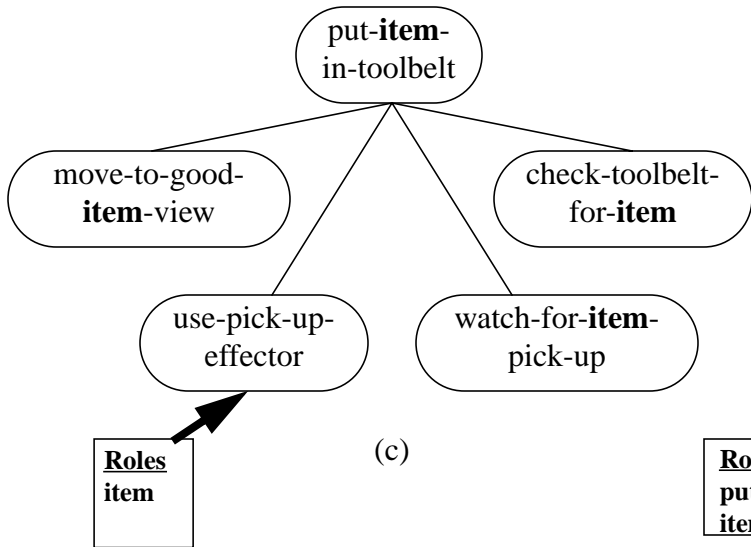 put-item-
in-toolbelt
move-to-good-
item-view
check-toolbelt-
for-item
use-pick-up-
effector
watch-for-item-
pick-up
(c)
Roles
item